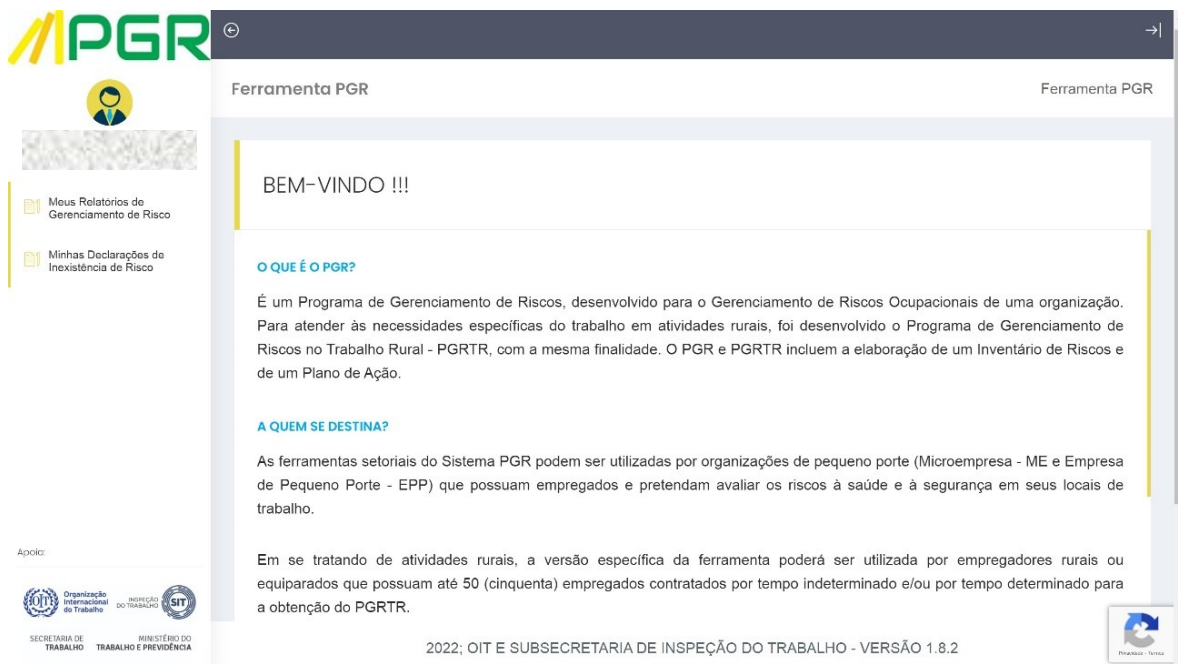 PGR
Ferramenta PGR
Ferramenta PGR
Meus Relatórios de
Gerenciamento de Risco
Minhas Declarações de
Inexistência de Risco
BEM-VINDO !!!
O QUE É O PGR?
É um Programa de Gerenciamento de Riscos, desenvolvido para o Gerenciamento de Riscos Ocupacionais de uma organização.
Para atender às necessidades específicas do trabalho em atividades rurais, foi desenvolvido o Programa de Gerenciamento de
Riscos no Trabalho Rural - PGRTR, com a mesma finalidade. O PGR e PGRTR incluem a elaboração de um Inventário de Riscos e
de um Plano de Ação.
A QUEM SE DESTINA?
As ferramentas setoriais do Sistema PGR podem ser utilizadas por organizações de pequeno porte (Microempresa - ME e Empresa
de Pequeno Porte - EPP) que possuam empregados e pretendam avaliar os riscos à saúde e à segurança em seus locais de
trabalho.
Em se tratando de atividades rurais, a versão específica da ferramenta poderá ser utilizada por empregadores rurais ou
equiparados que possuam até 50 (cinquenta) empregados contratados por tempo indeterminado e/ou por tempo determinado para
a obtenção do PGRTR.
Apoio:
OIT
Organização
Internacional
do Trabalho
INSPEÇÃO
DO TRABALHO
SIT
SECRETARIA DE
TRABALHO
MINISTÉRIO DO
TRABALHO E PREVIDÊNCIA
2022; OIT E SUBSECRETARIA DE INSPEÇÃO DO TRABALHO - VERSÃO 1.8.2
Privacidade - Termos